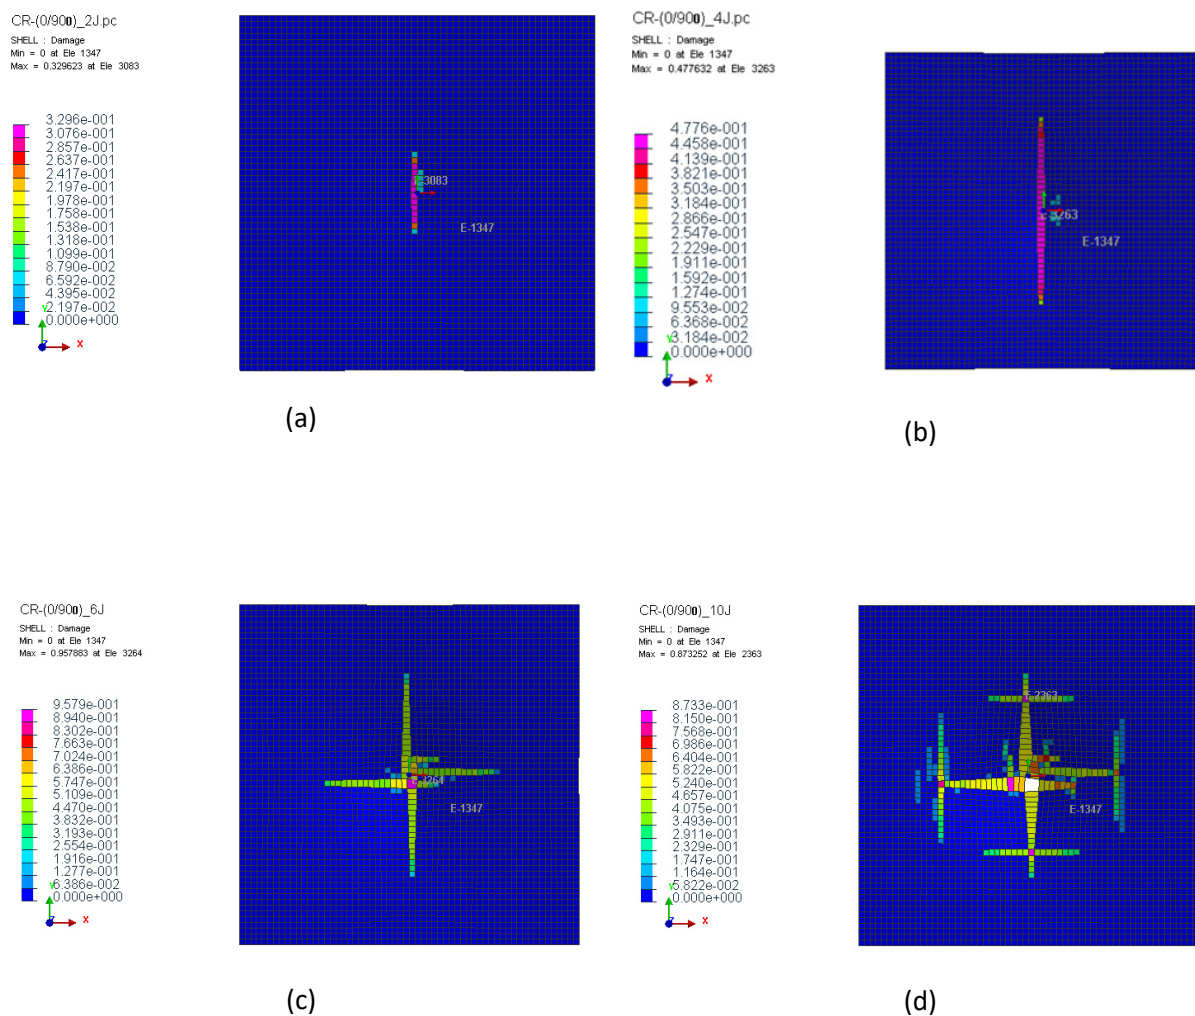 CR-(0/900)_2J.pc
SHELL : Damage
Min = 0 at Ele 1347
Max = 0.329623 at Ele 3083
3.296e-001
3.076e-001
2.857e-001
2.637e-001
2.417e-001
2.197e-001
1.978e-001
1.758e-001
1.538e-001
1.318e-001
1.099e-001
8.790e-002
6.592e-002
4.395e-002
2.197e-002
0.000e+000
Y
Z
X
E-3083
E-1347
(a)
CR-(0/900)_4J.pc
SHELL : Damage
Min = 0 at Ele 1347
Max = 0.477632 at Ele 3263
4.776e-001
4.458e-001
4.139e-001
3.821e-001
3.503e-001
3.184e-001
2.866e-001
2.547e-001
2.229e-001
1.911e-001
1.592e-001
1.274e-001
9.553e-002
6.368e-002
3.184e-002
0.000e+000
Y
Z
X
E-3263
E-1347
(b)
CR-(0/900)_6J
SHELL : Damage
Min = 0 at Ele 1347
Max = 0.957883 at Ele 3264
9.579e-001
8.940e-001
8.302e-001
7.663e-001
7.024e-001
6.386e-001
5.747e-001
5.109e-001
4.470e-001
3.832e-001
3.193e-001
2.554e-001
1.916e-001
1.277e-001
6.386e-002
0.000e+000
Y
Z
X
E-3264
E-1347
(c)
CR-(0/900)_10J
SHELL : Damage
Min = 0 at Ele 1347
Max = 0.873252 at Ele 2363
8.733e-001
8.150e-001
7.568e-001
6.986e-001
6.404e-001
5.822e-001
5.240e-001
4.657e-001
4.075e-001
3.493e-001
2.911e-001
2.329e-001
1.747e-001
1.164e-001
5.822e-002
0.000e+000
Y
Z
X
E-2363
E-1347
(d)